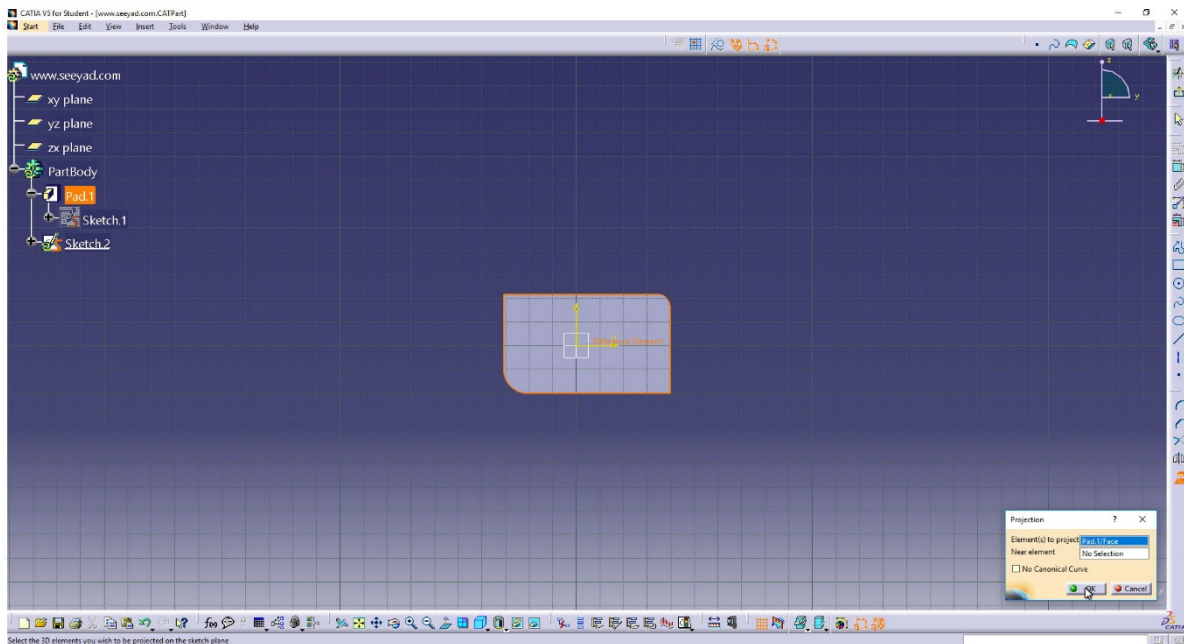 CATIA V5 for Student - [www.seeyad.com.CATPart]
Start File Edit View Insert Tools Window Help
www.seeyad.com
xy plane
yz plane
zx plane
PartBody
Pad.1
Sketch.1
Sketch.2
z
x y
Projection ? X
Element(s) to project Pad.1/Face
Near element No Selection
No Canonical Curve
OK Cancel
CATIA
Select the 3D elements you wish to be projected on the sketch plane